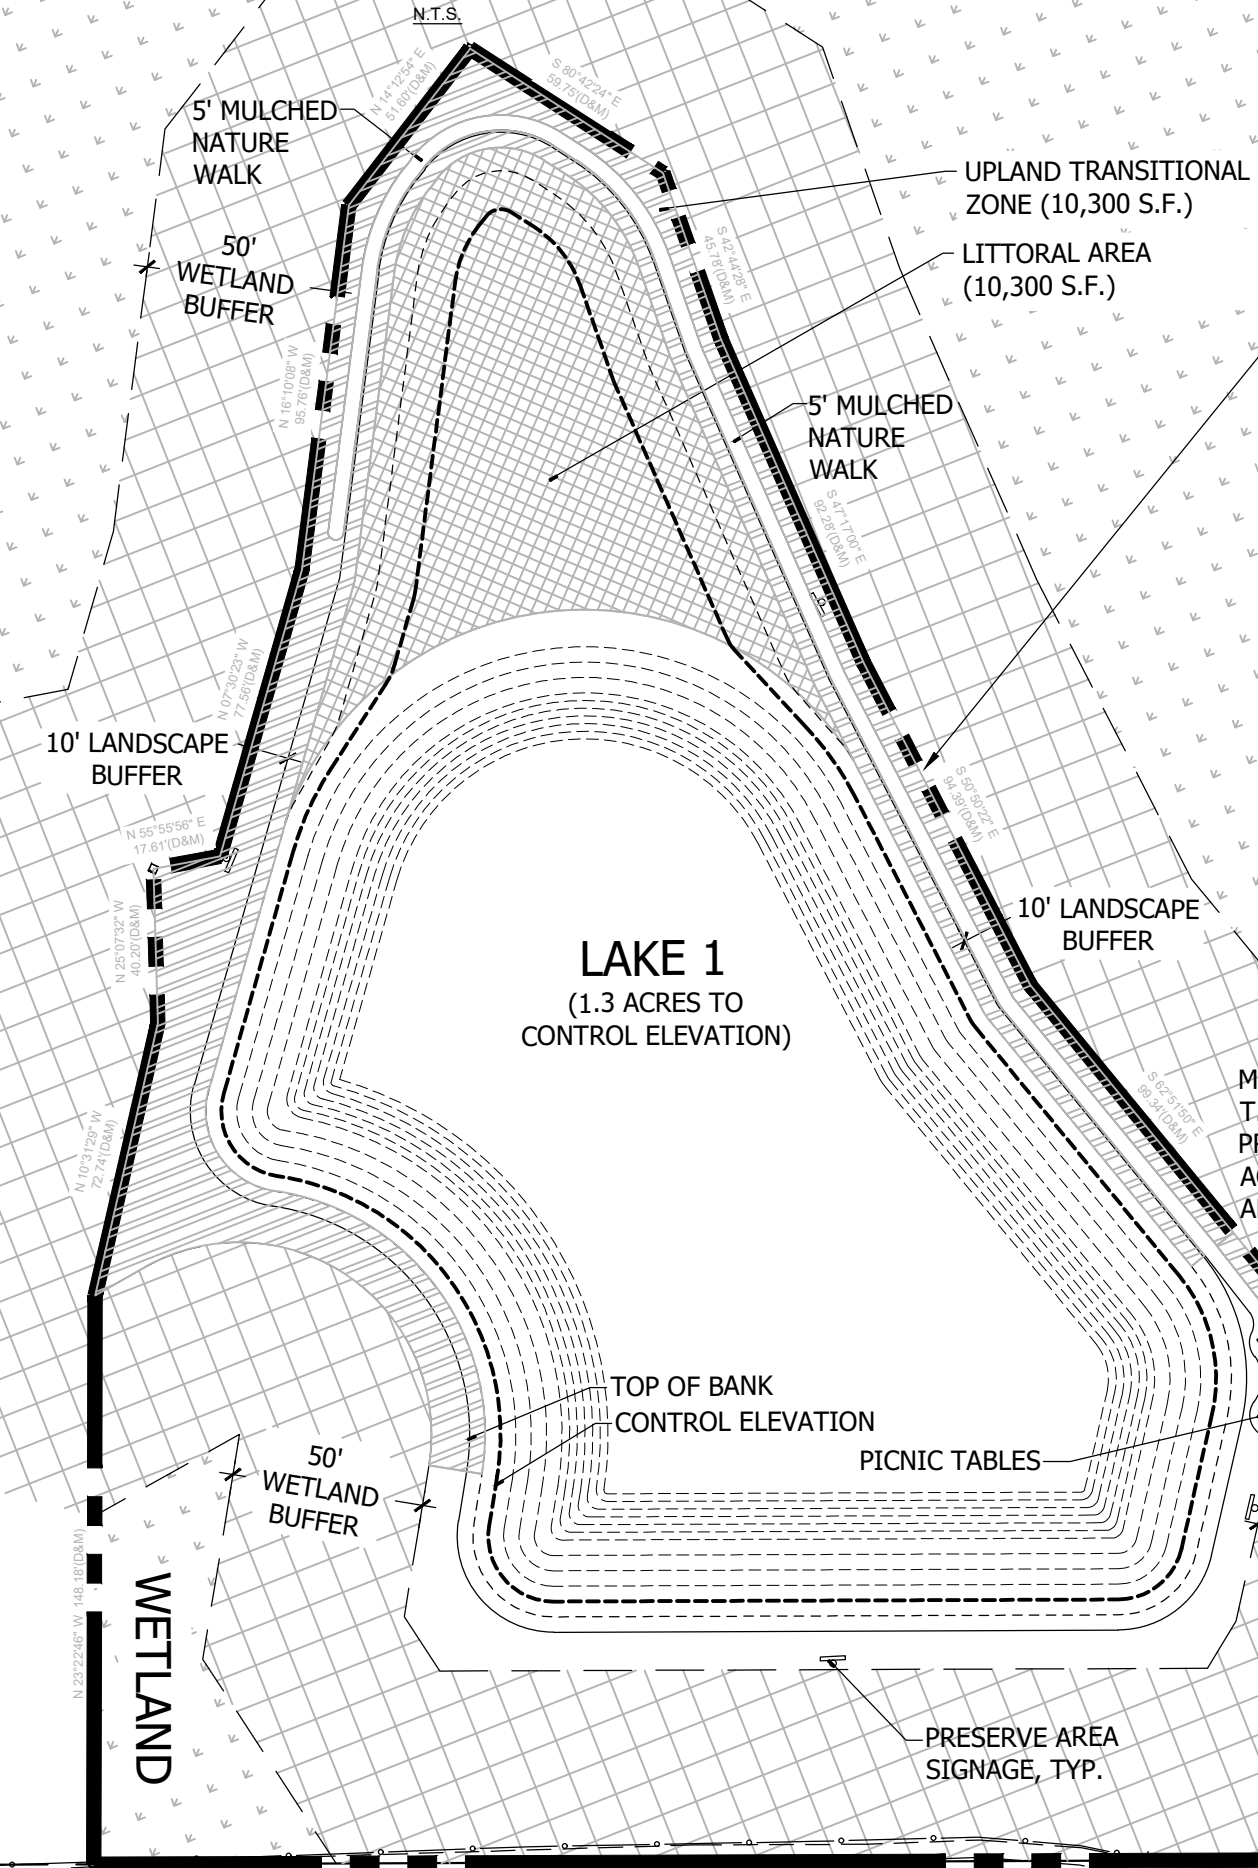 N.T.S.
N 14°12'54" E
51.60'(D&M)
S 80°42'24" E
59.75'(D&M)
5' MULCHED
NATURE
WALK
UPLAND TRANSITIONAL
ZONE (10,300 S.F.)
50'
WETLAND
BUFFER
S 42°44'28" E
45.78'(D&M)
LITTORAL AREA
(10,300 S.F.)
N 16°10'08" W
95.76'(D&M)
5' MULCHED
NATURE
WALK
S 47°17'00" E
92.28'(D&M)
N 07°30'23" W
77.56'(D&M)
10' LANDSCAPE
BUFFER
S 50°50'22" E
94.39'(D&M)
N 55°55'56" E
17.61'(D&M)
N 25°07'32" W
40.20'(D&M)
10' LANDSCAPE
BUFFER
LAKE 1
(1.3 ACRES TO
CONTROL ELEVATION)
S 62°51'50" E
99.34'(D&M)
N 10°31'29" W
72.74'(D&M)
TOP OF BANK
CONTROL ELEVATION
PICNIC TABLES
50'
WETLAND
BUFFER
N 23°22'46" W 148.18'(D&M)
WETLAND
PRESERVE AREA
SIGNAGE, TYP.